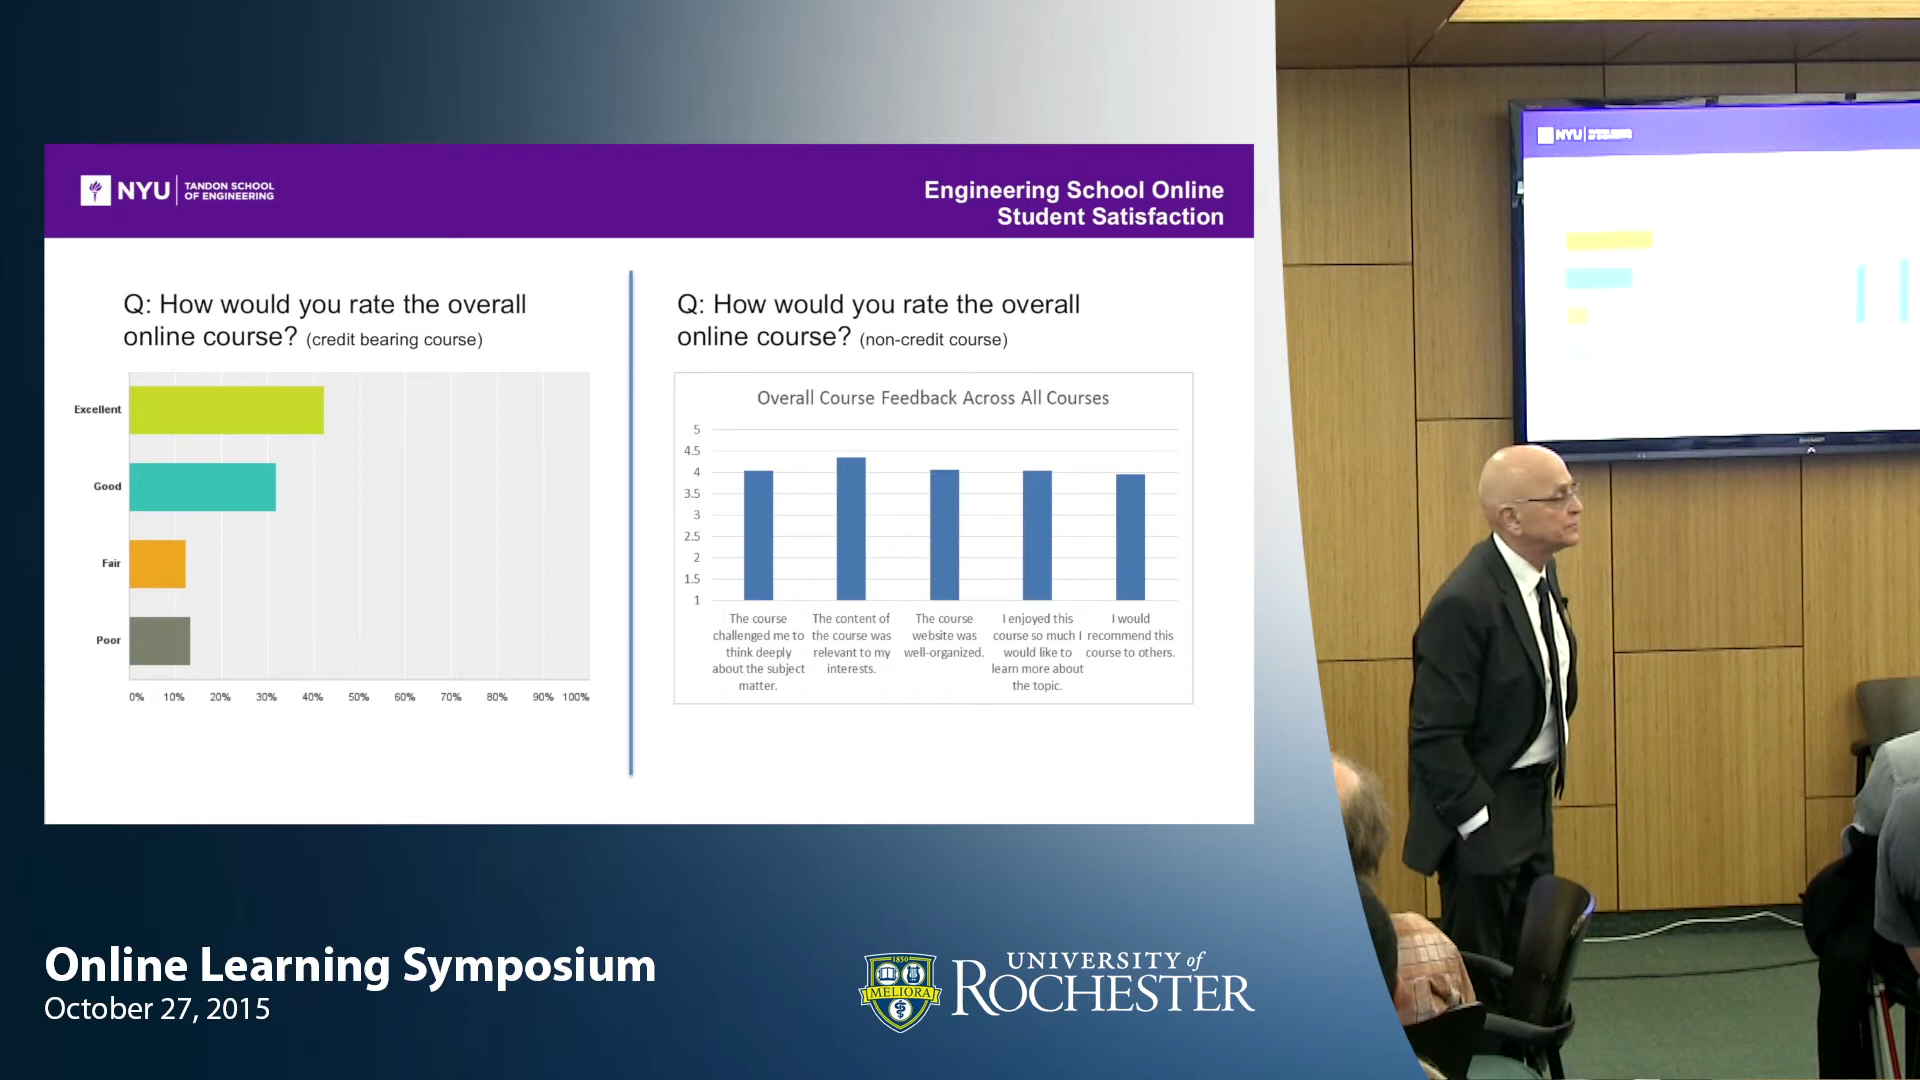 NYU
TANDON SCHOOL
OF ENGINEERING
Engineering School Online
Student Satisfaction
Q: How would you rate the overall
online course? (credit bearing course)
Excellent
Good
Fair
Poor
0% 10% 20% 30% 40% 50% 60% 70% 80% 90% 100%
Q: How would you rate the overall
online course? (non-credit course)
Overall Course Feedback Across All Courses
5
4.5
4
3.5
3
2.5
2
1.5
1
The course
challenged me to
think deeply
about the subject
matter.
The content of
the course was
relevant to my
interests.
The course
website was
well-organized.
I enjoyed this
course so much I
would like to
learn more about
the topic.
I would
recommend this
course to others.
NYU
Online Learning Symposium
October 27, 2015
1850
MELIORA
UNIVERSITY of
ROCHESTER